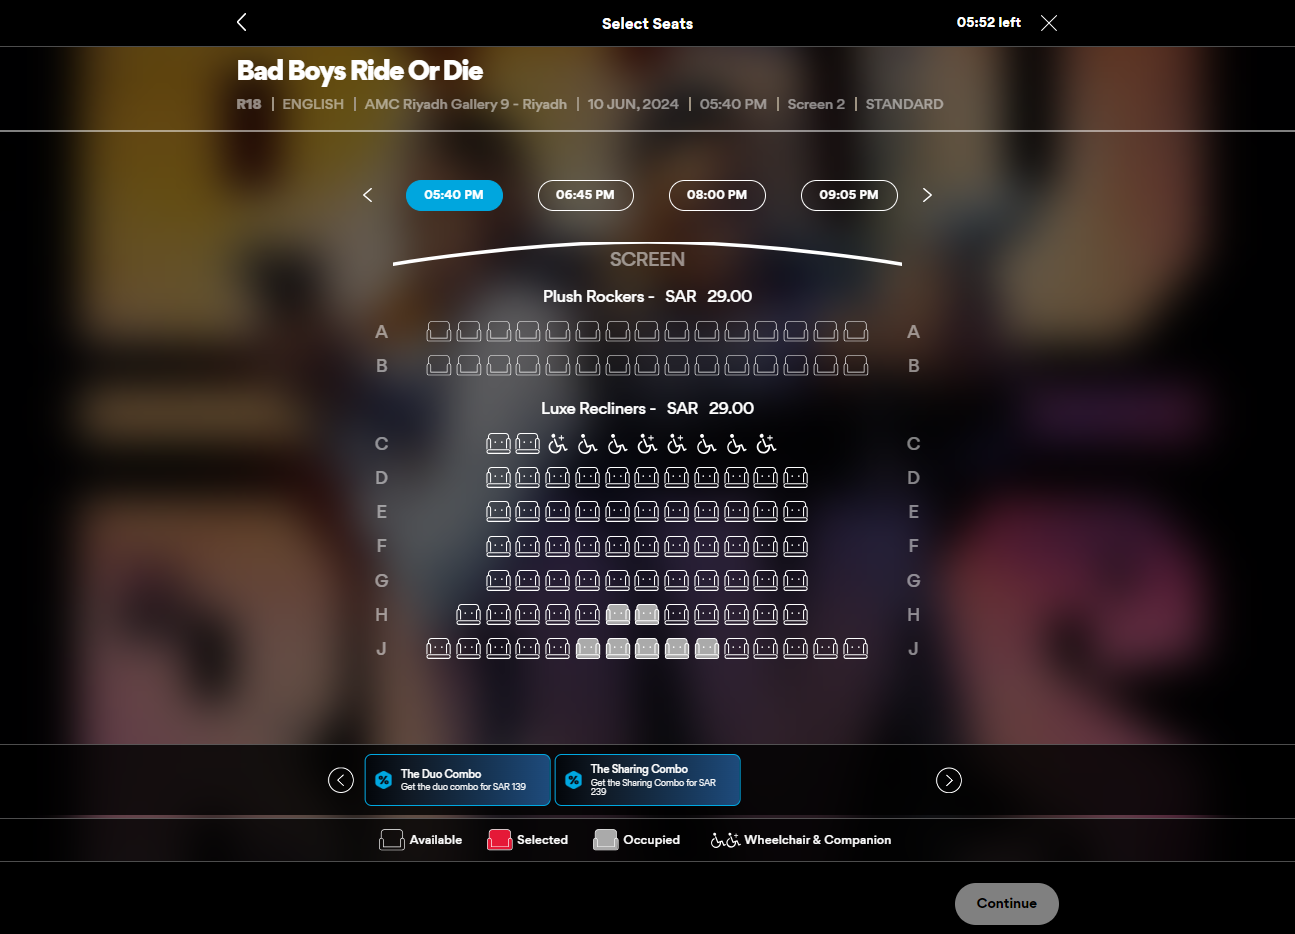 Select Seats
05:52 left
Bad Boys Ride Or Die
R18 | ENGLISH | AMC Riyadh Gallery 9 - Riyadh | 10 JUN, 2024 | 05:40 PM | Screen 2 | STANDARD
05:40 PM 06:45 PM 08:00 PM 09:05 PM
SCREEN
Plush Rockers - SAR 29.00
A A
B B
Luxe Recliners - SAR 29.00
C C
D D
E E
F F
G G
H H
J J
The Duo Combo
Get the duo combo for SAR 139
The Sharing Combo
Get the Sharing Combo for SAR
239
Available Selected Occupied Wheelchair & Companion
Continue